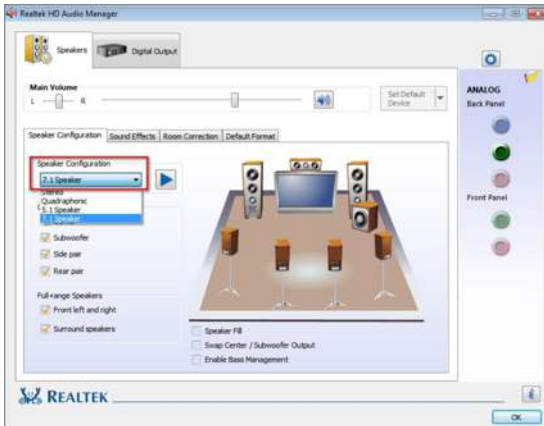 Realtek HD Audio Manager
Speakers
Digital Output
Main Volume
L
R
Set Default
Device
ANALOG
Back Panel
Speaker Configuration
Sound Effects
Room Correction
Default Format
Speaker Configuration
7.1 Speaker
Stereo
Quadraphonic
5.1 Speaker
7.1 Speaker
Subwoofer
Side pair
Rear pair
Front Panel
Full-range Speakers
Front left and right
Surround speakers
Speaker Fill
Swap Center / Subwoofer Output
Enable Bass Management
REALTEK
i
OK